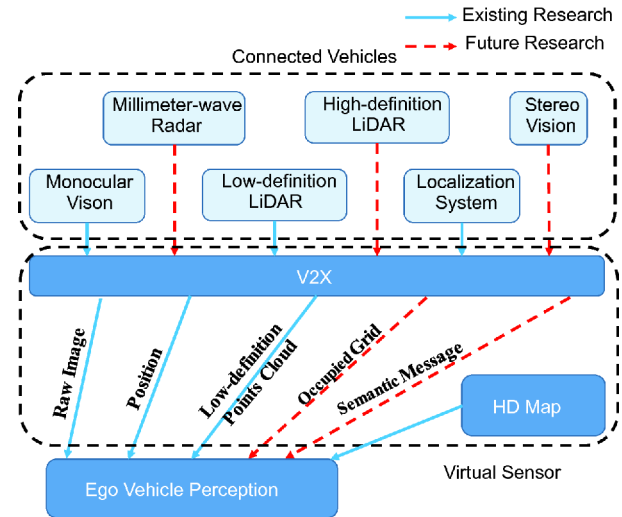 Existing Research
Future Research
Connected Vehicles
Millimeter-wave
Radar
High-definition
LiDAR
Stereo
Vision
Monocular
Vison
Low-definition
LiDAR
Localization
System
V2X
Raw Image
Position
Low-definition
Points Cloud
Occupied Grid
Semantic Message
HD Map
Virtual Sensor
Ego Vehicle Perception